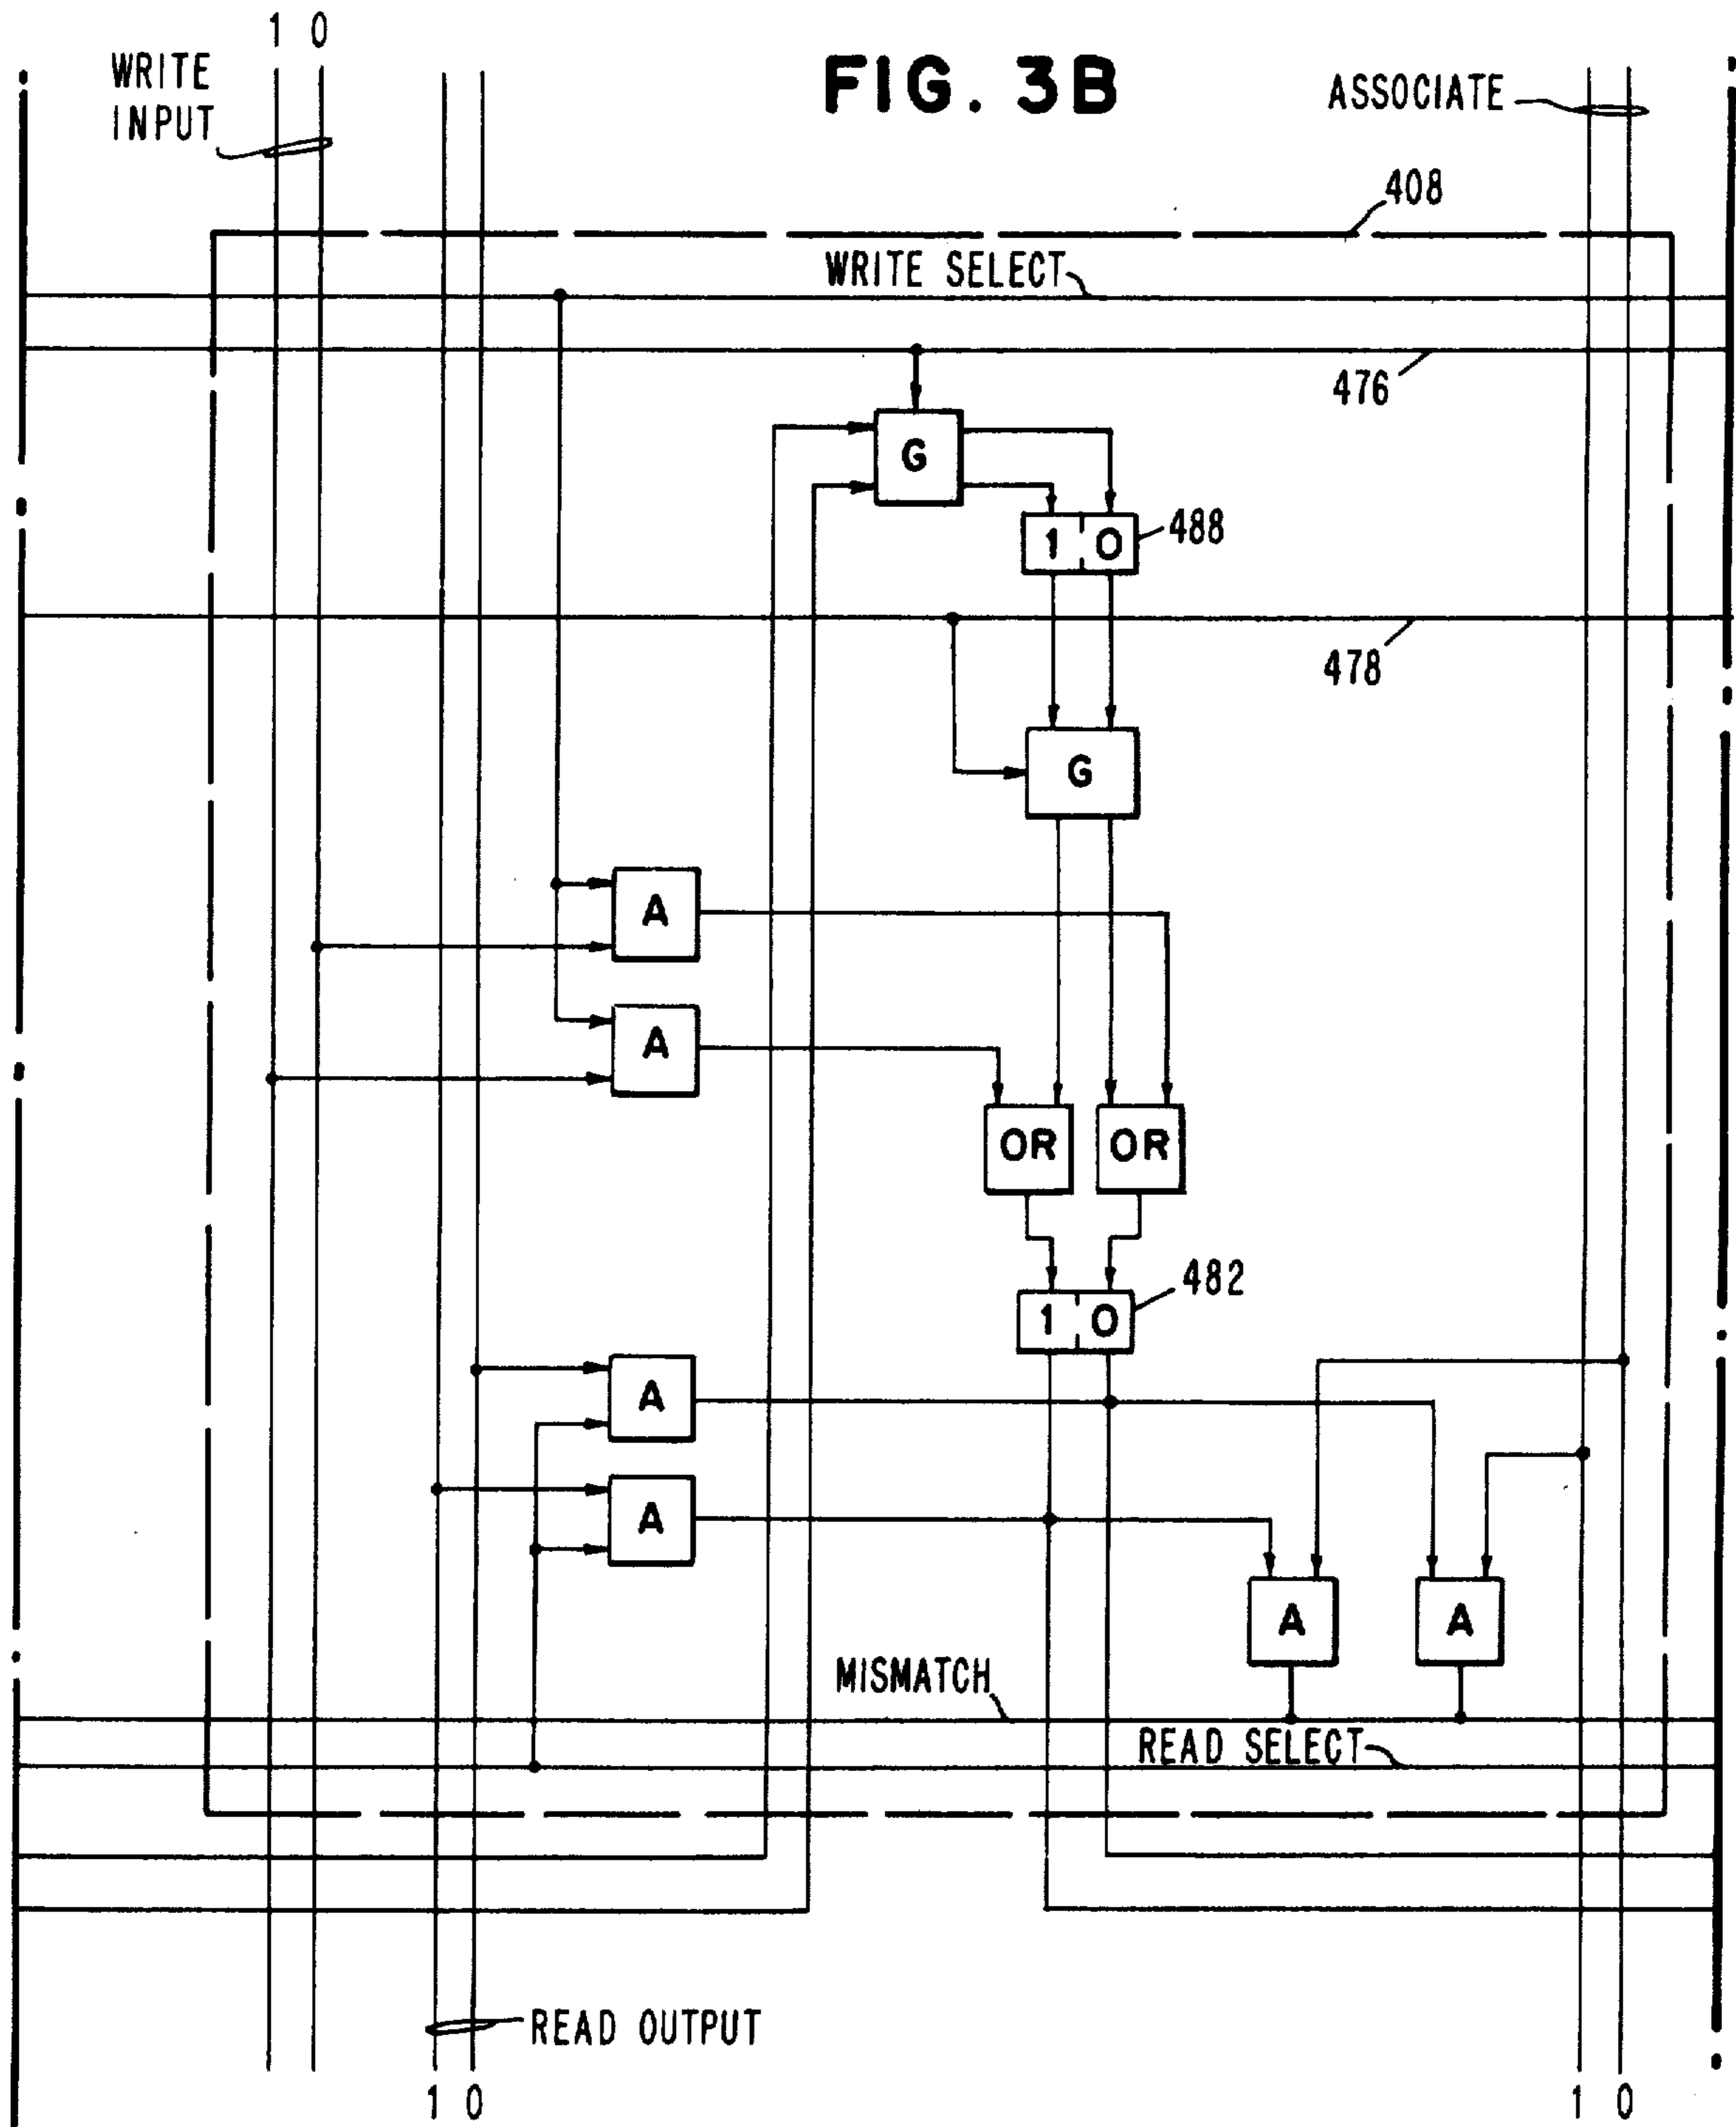 1 0
WRITE
INPUT
FIG. 3B
ASSOCIATE
408
WRITE SELECT
476
G
1 0
488
478
G
A
A
OR
OR
1 0
482
A
A
A
A
MISMATCH
READ SELECT
READ OUTPUT
1 0
1 0